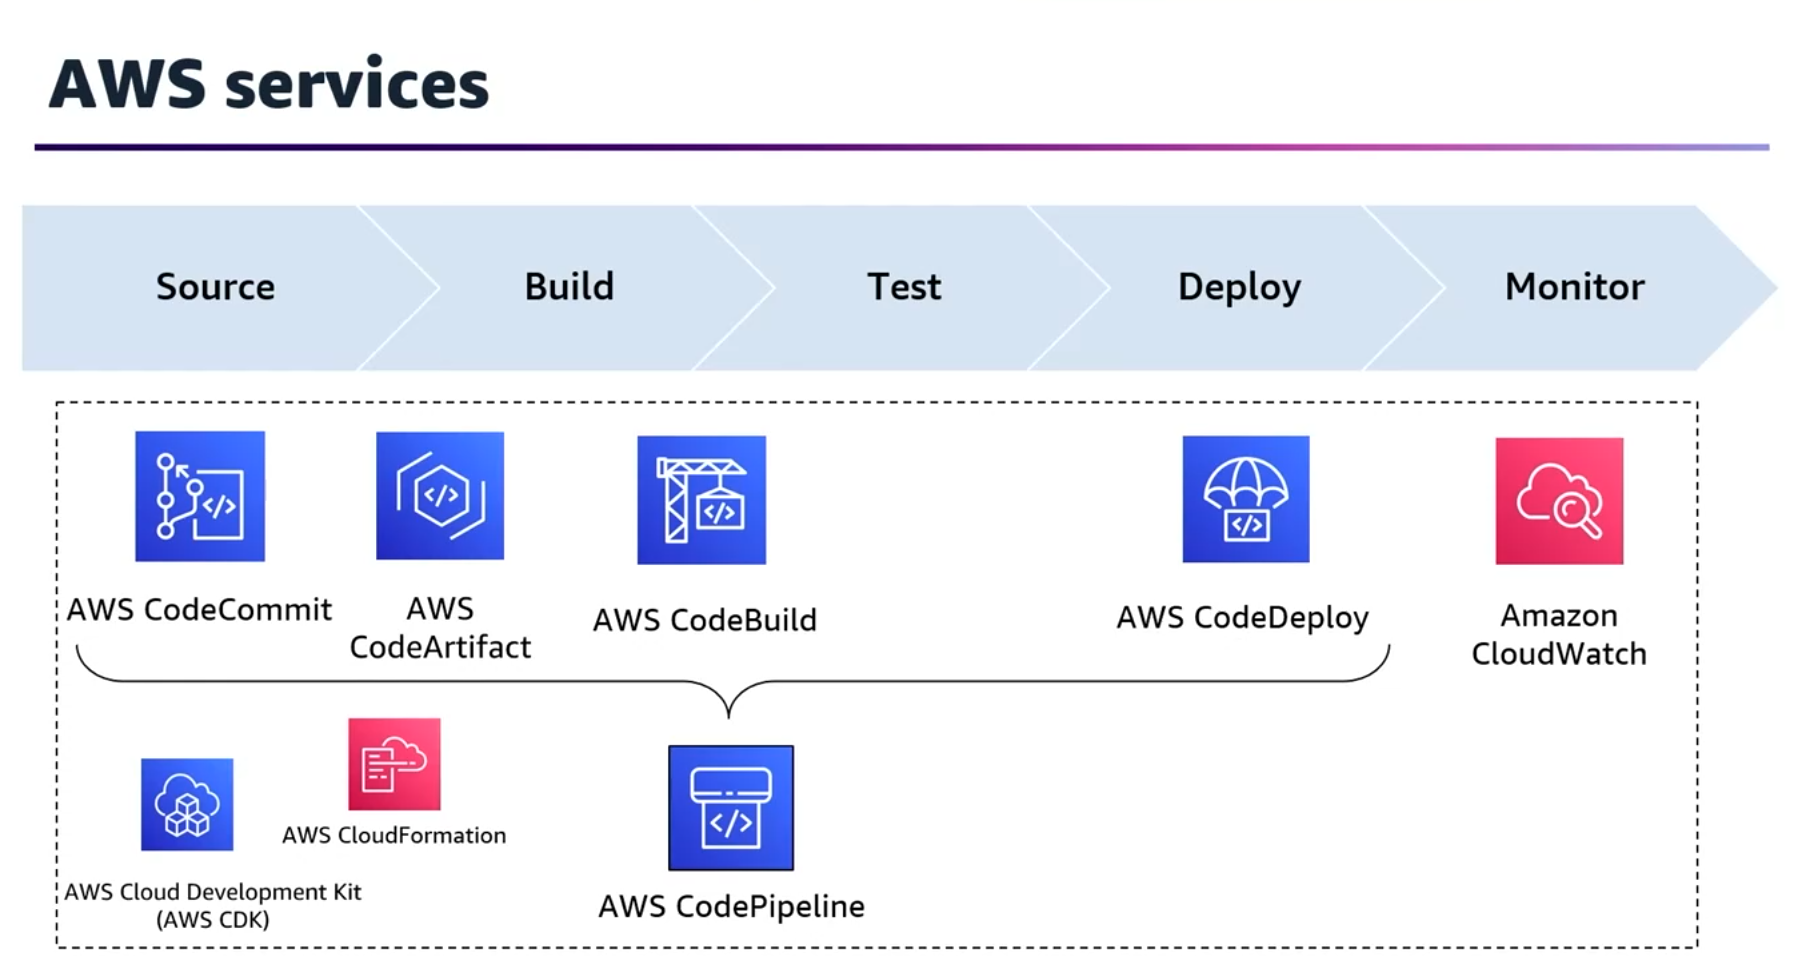 AWS services
Source
Build
Test
Deploy
Monitor
</>
</>
</>
</>
AWS CodeCommit
AWS
CodeArtifact
AWS CodeBuild
AWS CodeDeploy
Amazon
CloudWatch
</>
AWS CloudFormation
AWS Cloud Development Kit
(AWS CDK)
AWS CodePipeline